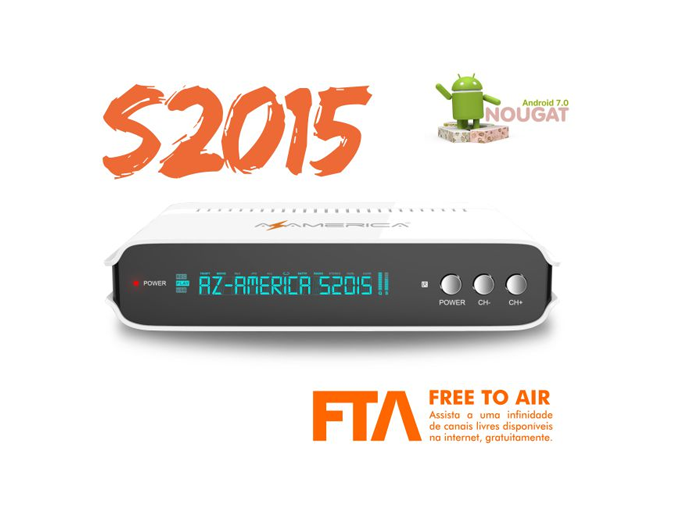 S2015
Android 7.0
NOUGAT
AZAMERICA
POWER
PLAY
AZ-AMERICA S2015
POWER
CH-
CH+
FTA
FREE TO AIR
Assista a uma infinidade
de canais livres disponíveis
na internet, gratuitamente.